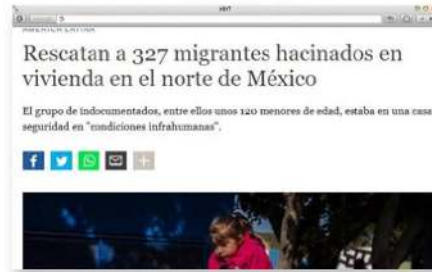 AMÉRICA LATINA
Rescatan a 327 migrantes hacinados en
vivienda en el norte de México
El grupo de indocumentados, entre ellos unos 120 menores de edad, estaba en una casa
seguridad en "condiciones infrahumanas".